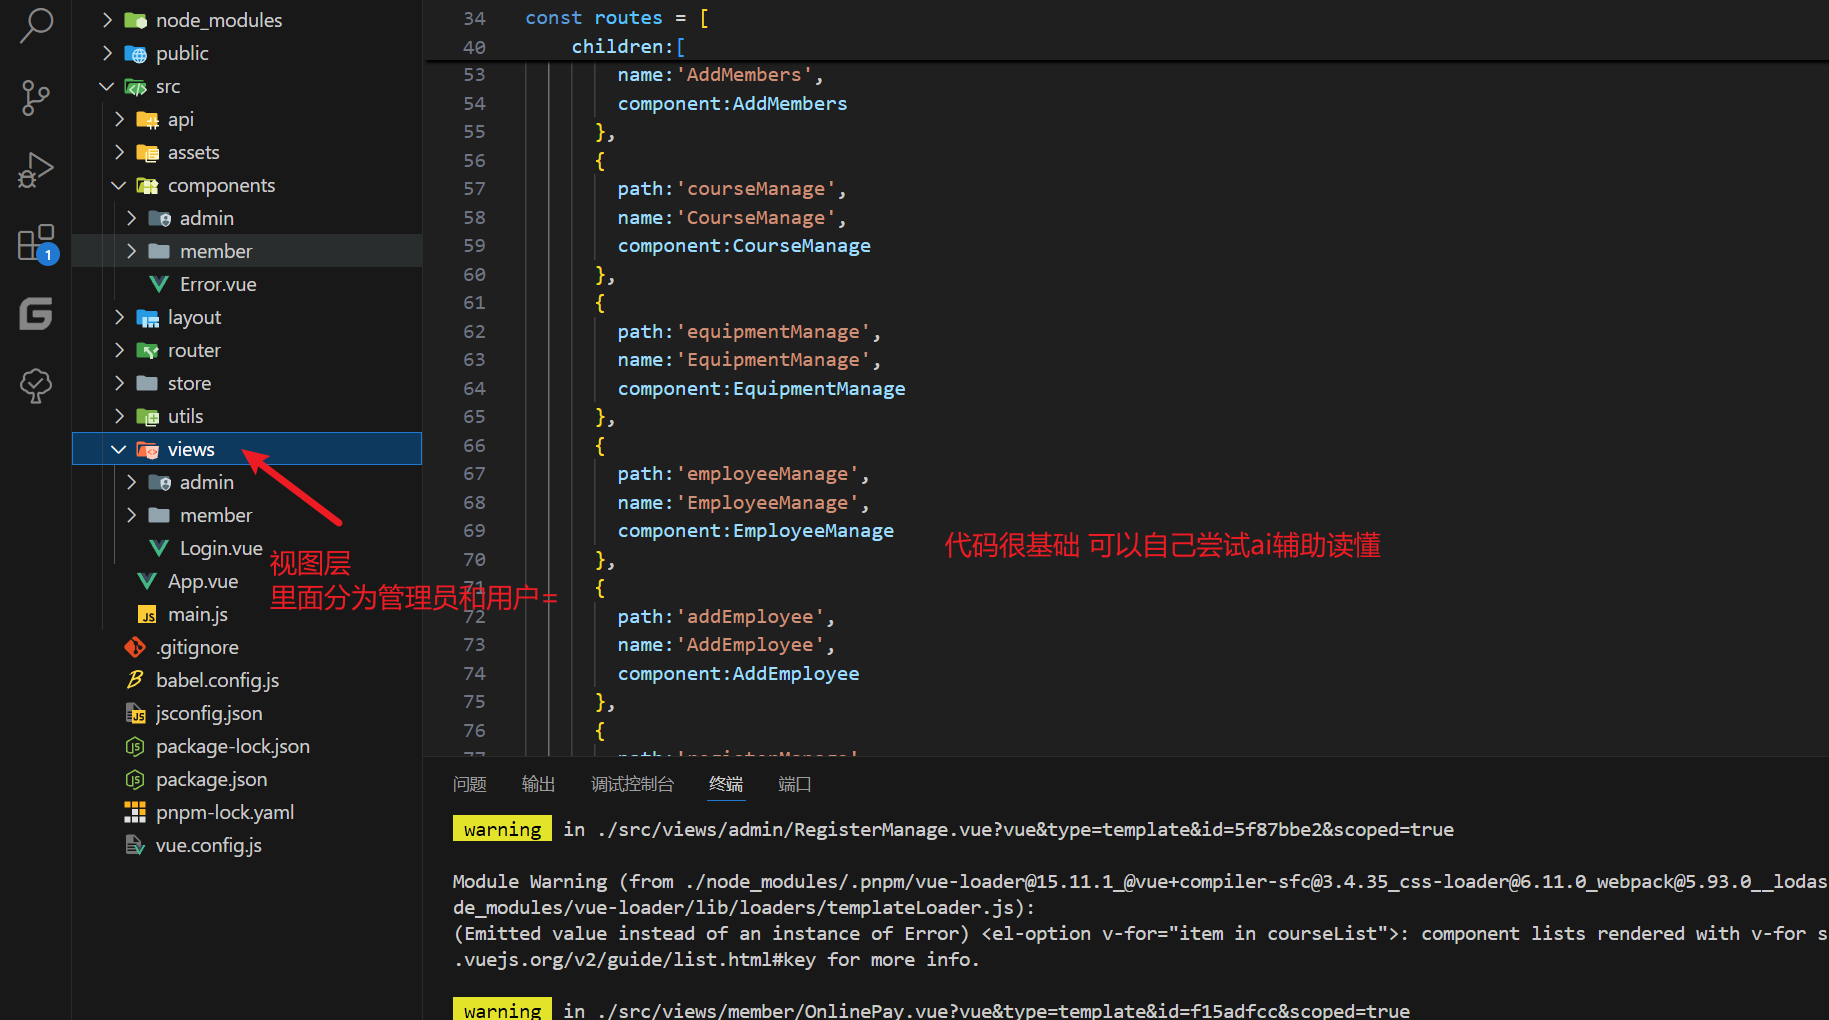 node_modules
public
src
api
assets
components
admin
member
Error.vue
layout
router
store
utils
views
admin
member
Login.vue
App.vue
main.js
.gitignore
babel.config.js
jsconfig.json
package-lock.json
package.json
pnpm-lock.yaml
vue.config.js
1
视图层
里面分为管理员和用户=
34 const routes = [
40 children:[
53 name:'AddMembers',
54 component:AddMembers
55 },
56 {
57 path:'courseManage',
58 name:'CourseManage',
59 component:CourseManage
60 },
61 {
62 path:'equipmentManage',
63 name:'EquipmentManage',
64 component:EquipmentManage
65 },
66 {
67 path:'employeeManage',
68 name:'EmployeeManage',
69 component:EmployeeManage
70 },
71 {
72 path:'addEmployee',
73 name:'AddEmployee',
74 component:AddEmployee
75 },
76 {
77 path:'registerManage'
代码很基础 可以自己尝试ai辅助读懂
问题 输出 调试控制台 终端 端口
warning in ./src/views/admin/RegisterManage.vue?vue&type=template&id=5f87bbe2&scoped=true
Module Warning (from ./node_modules/.pnpm/vue-loader@15.11.1_@vue+compiler-sfc@3.4.35_css-loader@6.11.0_webpack@5.93.0__lodas
de_modules/vue-loader/lib/loaders/templateLoader.js):
(Emitted value instead of an instance of Error) <el-option v-for="item in courseList">: component lists rendered with v-for s
.vuejs.org/v2/guide/list.html#key for more info.
warning in ./src/views/member/OnlinePay.vue?vue&type=template&id=f15adfcc&scoped=true